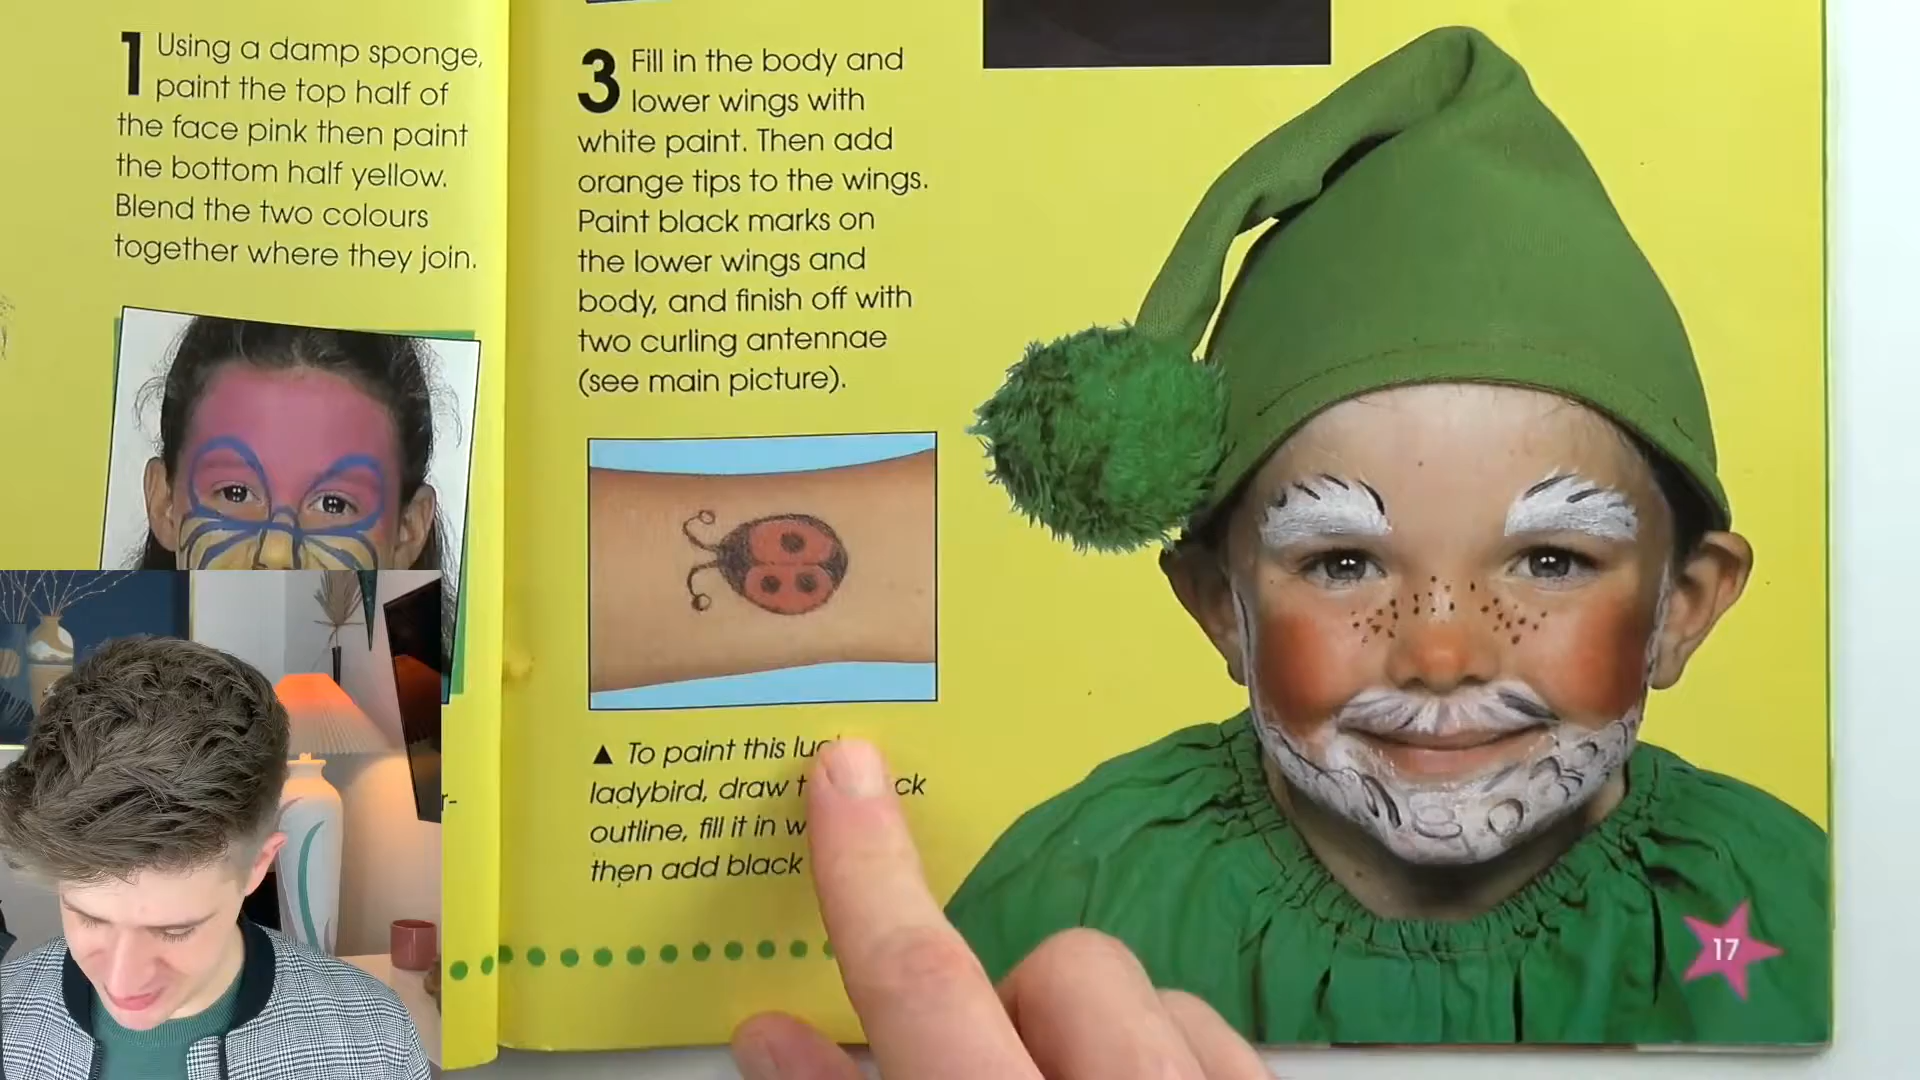 1 Using a damp sponge,
paint the top half of
the face pink then paint
the bottom half yellow.
Blend the two colours
together where they join.
3 Fill in the body and
lower wings with
white paint. Then add
orange tips to the wings.
Paint black marks on
the lower wings and
body, and finish off with
two curling antennae
(see main picture).
▲ To paint this
ladybird, draw
outline, fill it in
then add black
17